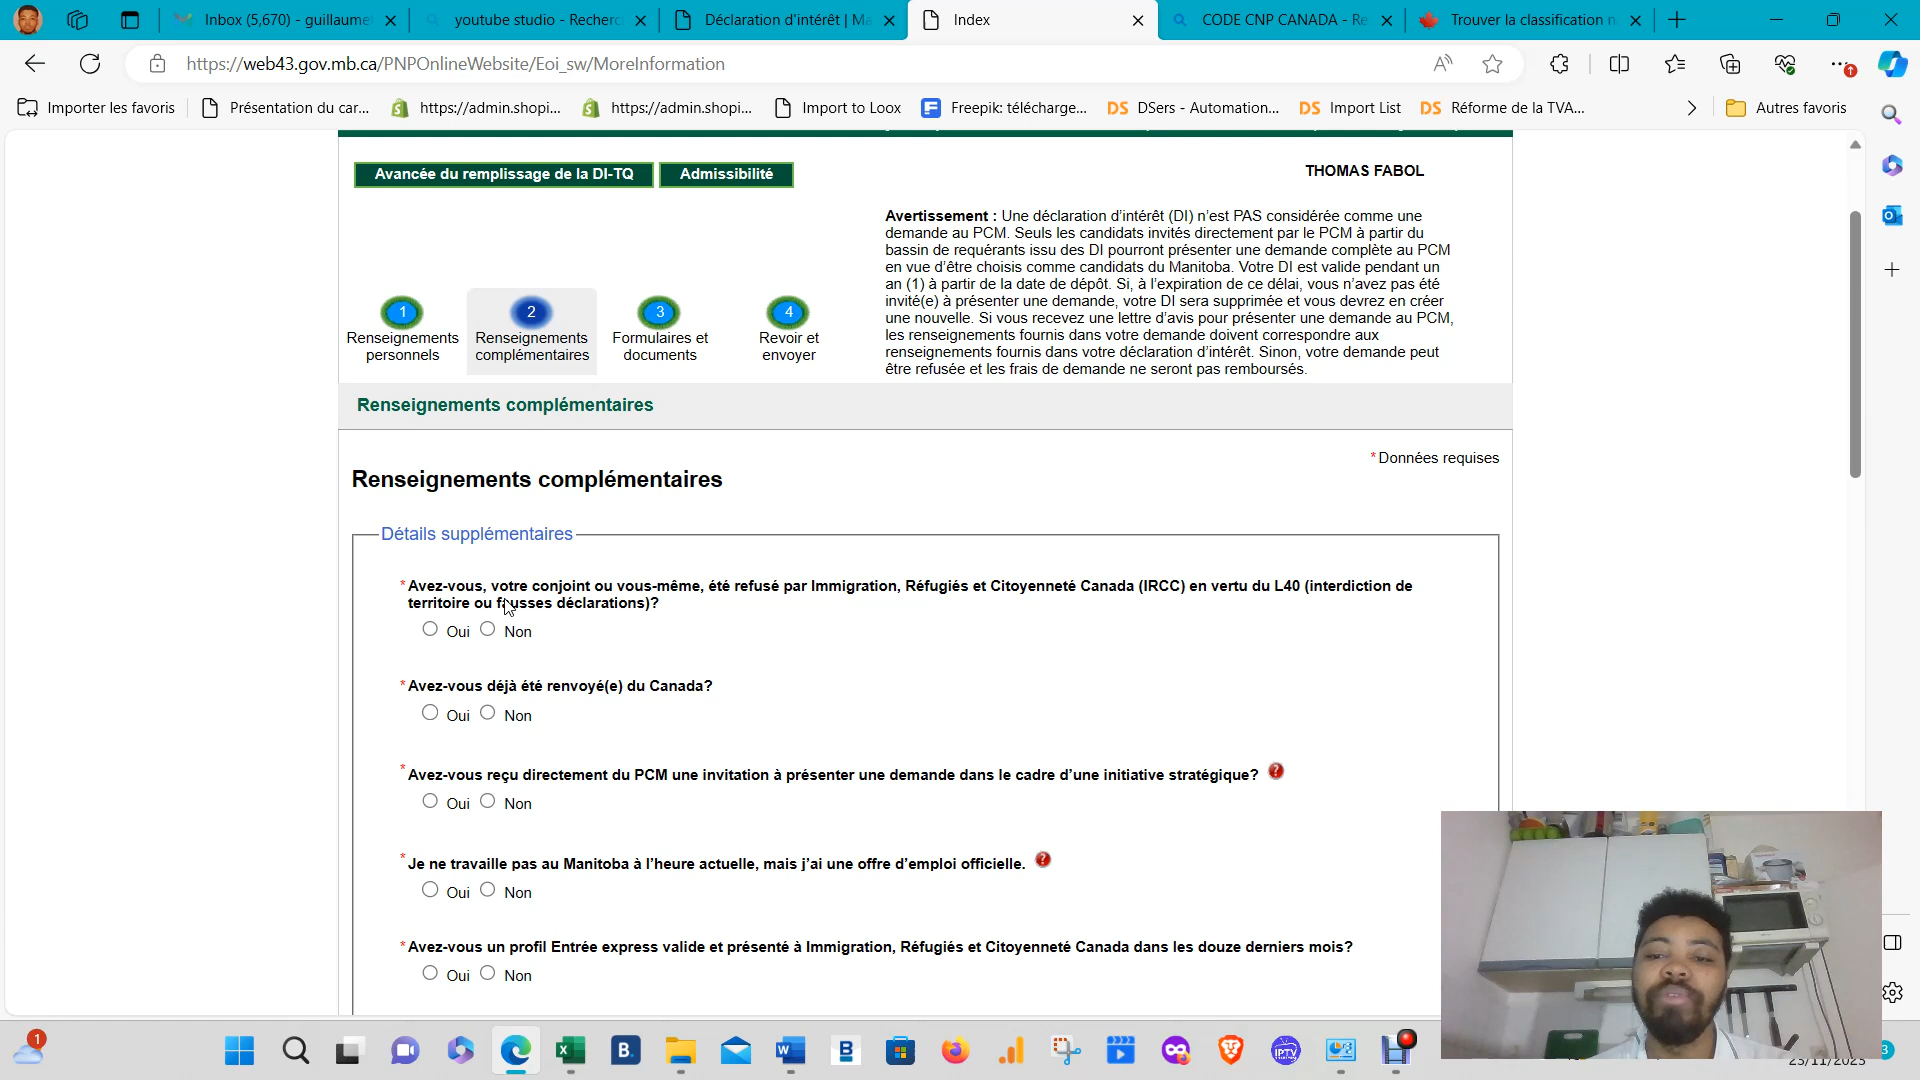 Inbox (5,670) - guillaume
youtube studio - Recherc
Déclaration d'intérêt | Ma
Index
CODE CNP CANADA - Re
Trouver la classification n
https://web43.gov.mb.ca/PNPOnlineWebsite/Eoi_sw/MoreInformation
Importer les favoris
Présentation du car...
https://admin.shopi...
https://admin.shopi...
Import to Loox
Freepik: télécharge...
DSers - Automation...
Import List
Réforme de la TVA...
Autres favoris
Avancée du remplissage de la DI-TQ
Admissibilité
THOMAS FABOL
Avertissement : Une déclaration d'intérêt (DI) n'est PAS considérée comme une
demande au PCM. Seuls les candidats invités directement par le PCM à partir du
bassin de requérants issu des DI pourront présenter une demande complète au PCM
en vue d'être choisis comme candidats du Manitoba. Votre DI est valide pendant un
an (1) à partir de la date de dépôt. Si, à l'expiration de ce délai, vous n'avez pas été
invité(e) à présenter une demande, votre DI sera supprimée et vous devrez en créer
une nouvelle. Si vous recevez une lettre d'avis pour présenter une demande au PCM,
les renseignements fournis dans votre demande doivent correspondre aux
renseignements fournis dans votre déclaration d'intérêt. Sinon, votre demande peut
être refusée et les frais de demande ne seront pas remboursés.
1
Renseignements
personnels
2
Renseignements
complémentaires
3
Formulaires et
documents
4
Revoir et
envoyer
Renseignements complémentaires
*Données requises
Renseignements complémentaires
Détails supplémentaires
*Avez-vous, votre conjoint ou vous-même, été refusé par Immigration, Réfugiés et Citoyenneté Canada (IRCC) en vertu du L40 (interdiction de
territoire ou fausses déclarations)?
Oui Non
*Avez-vous déjà été renvoyé(e) du Canada?
Oui Non
*Avez-vous reçu directement du PCM une invitation à présenter une demande dans le cadre d'une initiative stratégique? ?
Oui Non
*Je ne travaille pas au Manitoba à l'heure actuelle, mais j'ai une offre d'emploi officielle. ?
Oui Non
*Avez-vous un profil Entrée express valide et présenté à Immigration, Réfugiés et Citoyenneté Canada dans les douze derniers mois?
Oui Non
1
IPTV
23/11/2023
3